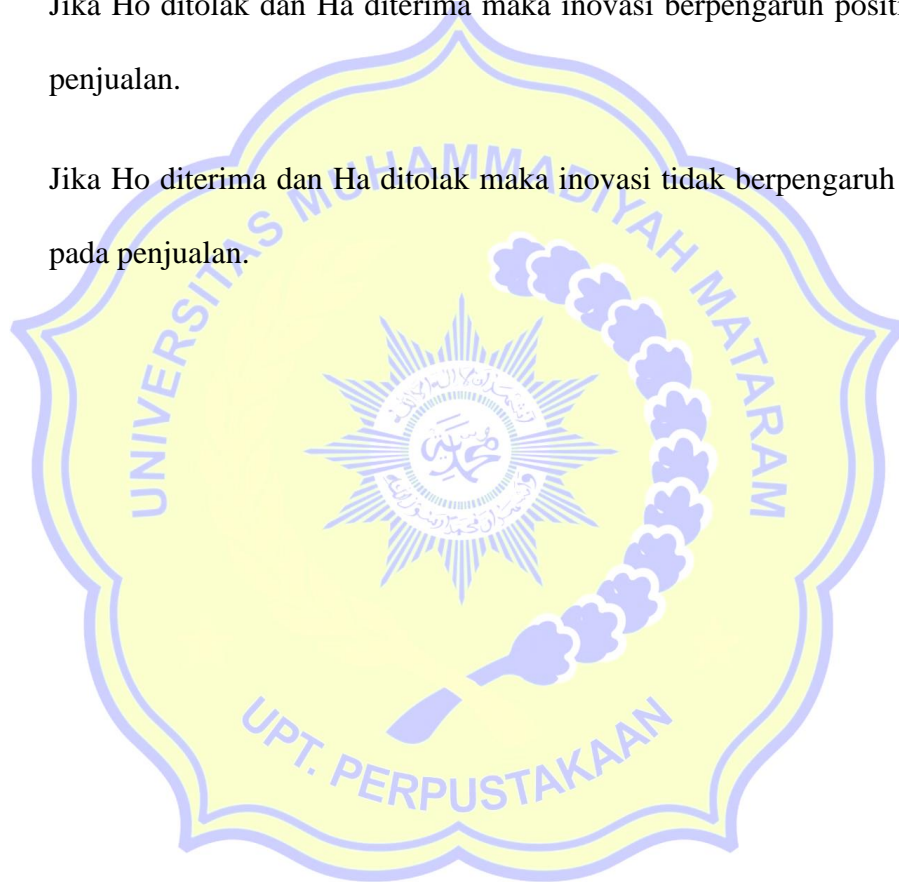 Jika Ho ditolak dan Ha diterima maka inovasi berpengaruh
penjualan.
Jika Ho diterima dan Ha ditolak maka inovasi tidak berpengaruh
pada penjualan.
UNIVERSITAS MUHAMMADIYAH MATARAM
محمدية
UPT. PERPUSTAKAAN